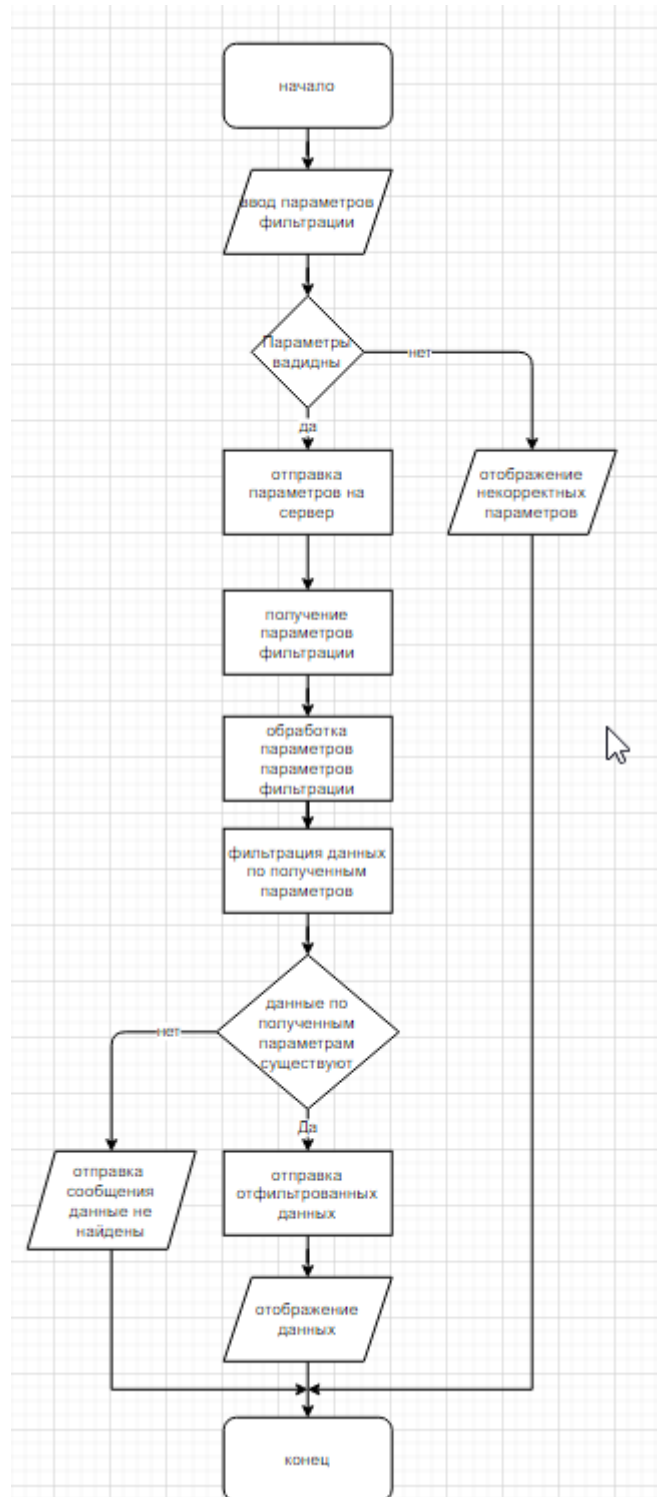 начало
ввод параметров
фильтрации
Параметры
вадидны
нет
да
отправка
параметров на
сервер
отображение
некорректных
параметров
получение
параметров
фильтрации
обработка
параметров
параметров
фильтрации
фильтрация данных
по полученным
параметров
данные по
полученным
параметрам
существуют
нет
Да
отправка
сообщения
данные не
найдены
отправка
отфильтрованных
данных
отображение
данных
конец